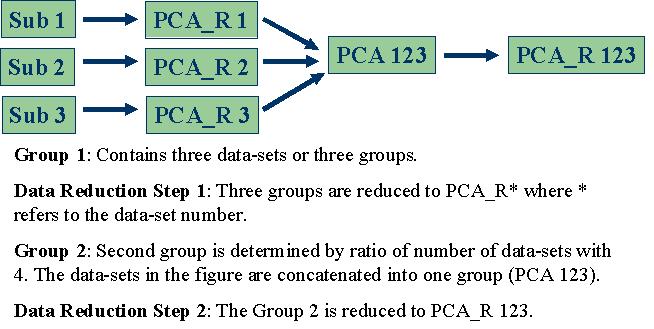 Sub 1 PCA_R 1
Sub 2 PCA_R 2 PCA 123 PCA_R 123
Sub 3 PCA_R 3
Group 1: Contains three data-sets or three groups.
Data Reduction Step 1: Three groups are reduced to PCA_R* where *
refers to the data-set number.
Group 2: Second group is determined by ratio of number of data-sets with
4. The data-sets in the figure are concatenated into one group (PCA 123).
Data Reduction Step 2: The Group 2 is reduced to PCA_R 123.